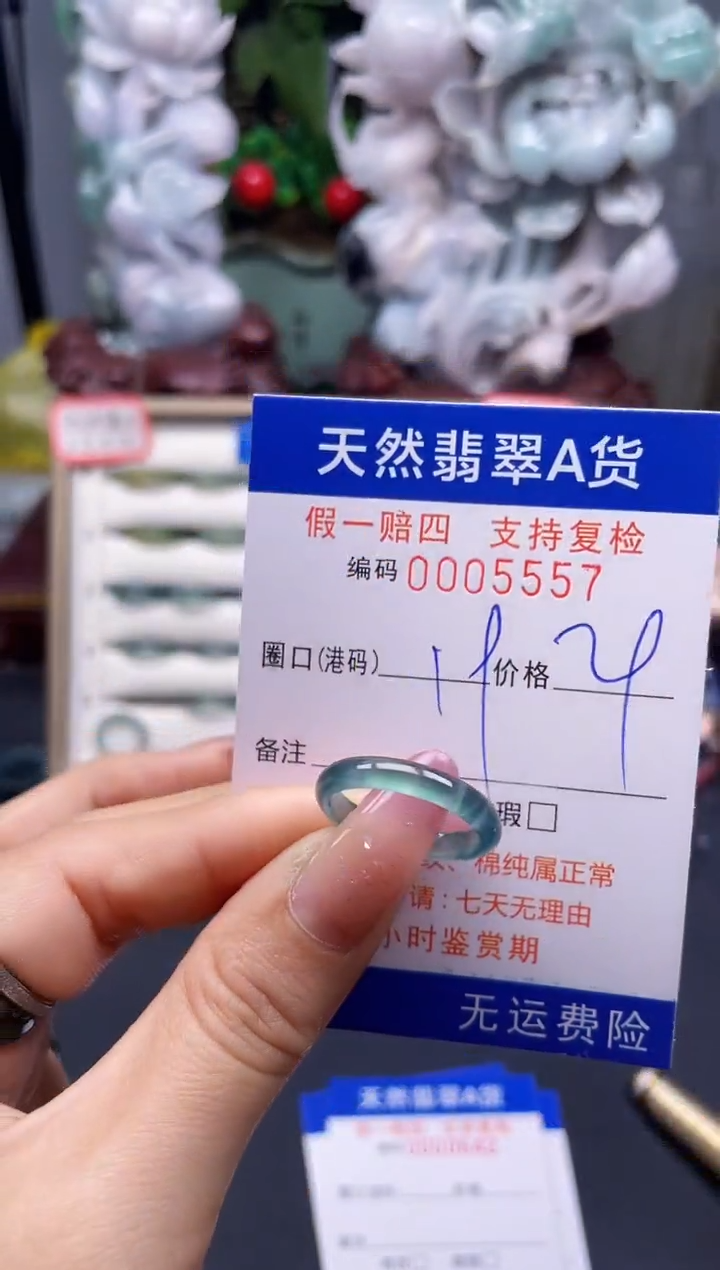 天然翡翠A货
假一赔四 支持复检
编码 0005557
圈口(港码) 价格
备注
瑕□
、棉纯属正常
请:七天无理由
小时鉴赏期
无运费险
天然翡翠A货